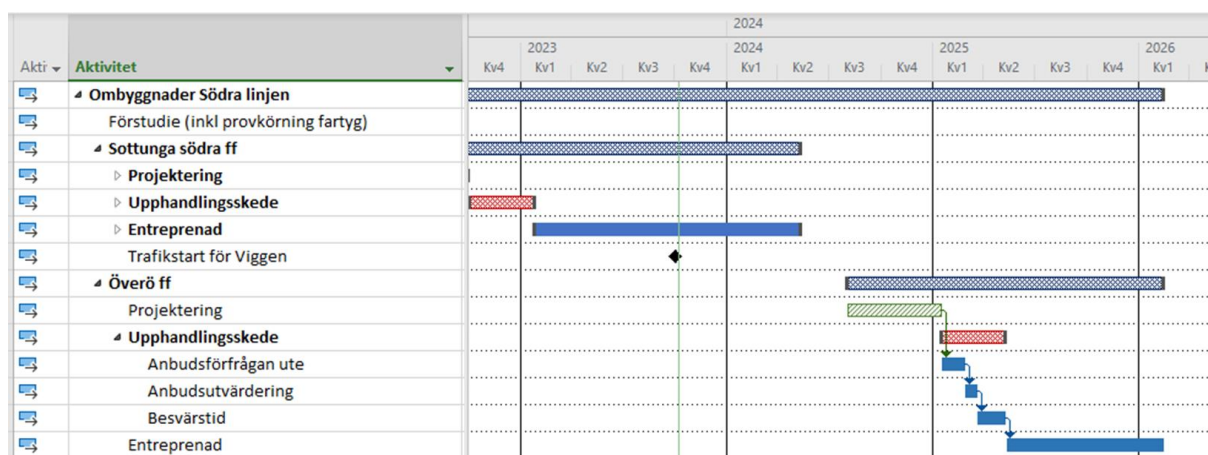 2024
2023 2024 2025 2026
Aktiv Aktivitet Kv4 Kv1 Kv2 Kv3 Kv4 Kv1 Kv2 Kv3 Kv4 Kv1 Kv2 Kv3 Kv4 Kv1
Ombyggnader Södra linjen
Förstudie (inkl provkörning fartyg)
Sottunga södra ff
Projektering
Upphandlingsskede
Entreprenad
Trafikstart för Viggen
Överö ff
Projektering
Upphandlingsskede
Anbudsförfrågan ute
Anbudsutvärdering
Besvärstid
Entreprenad